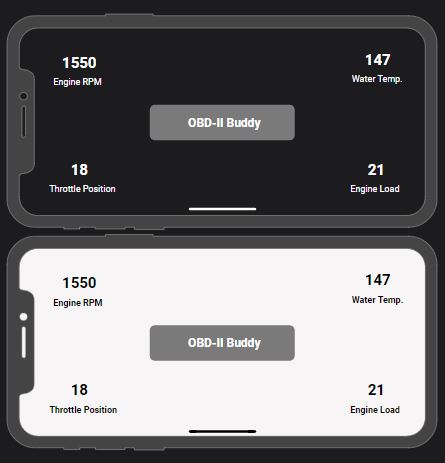 1550
Engine RPM
147
Water Temp.
OBD-II Buddy
18
Throttle Position
21
Engine Load
1550
Engine RPM
147
Water Temp.
OBD-II Buddy
18
Throttle Position
21
Engine Load